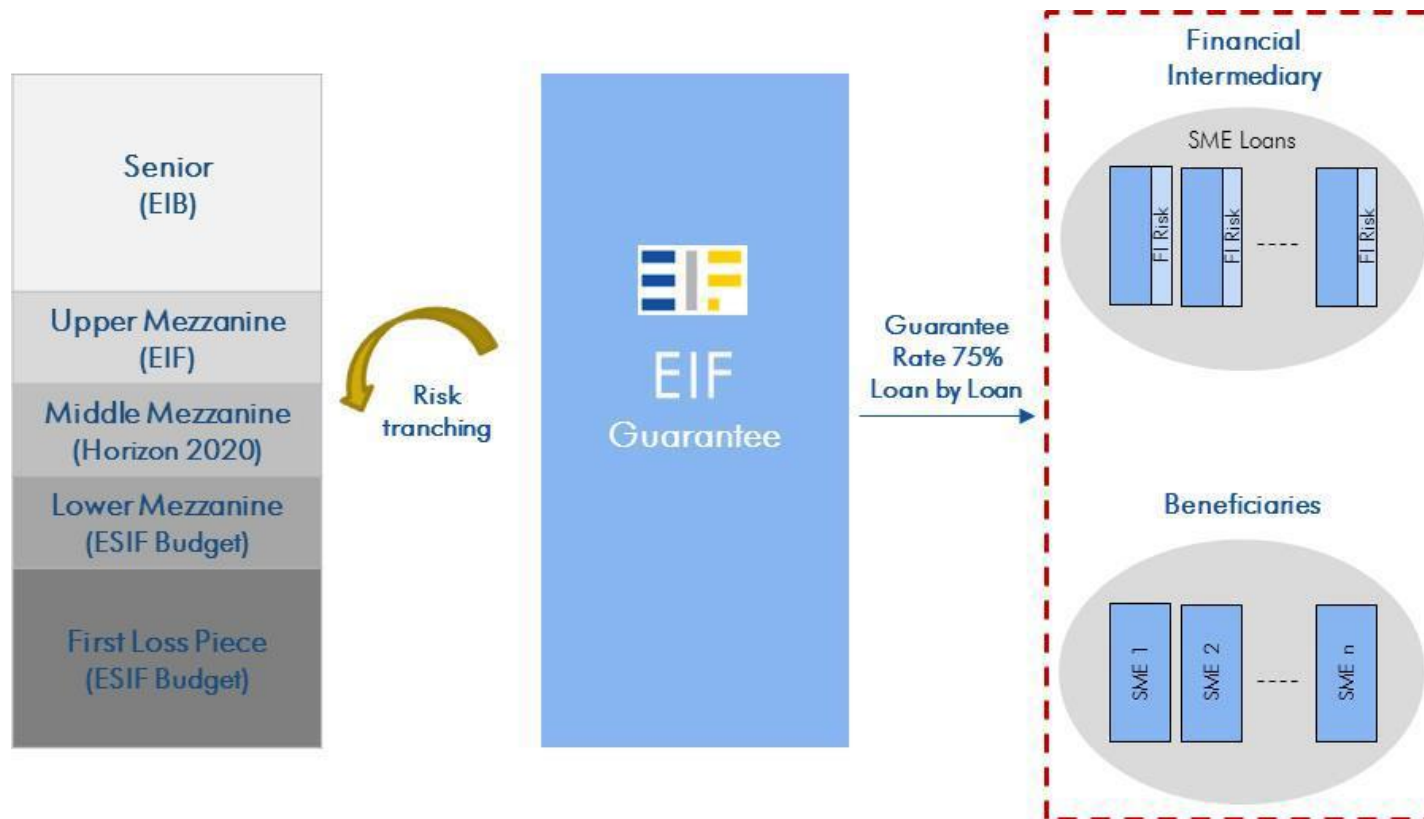 Senior
(EIB)
Upper Mezzanine
(EIF)
Middle Mezzanine
(Horizon 2020)
Lower Mezzanine
(ESIF Budget)
First Loss Piece
(ESIF Budget)
Risk
tranching
EIF
EIF
Guarantee
Guarantee
Rate 75%
Loan by Loan
Financial
Intermediary
SME Loans
FI Risk
FI Risk
----
FI Risk
Beneficiaries
SME 1
SME 2
----
SME n